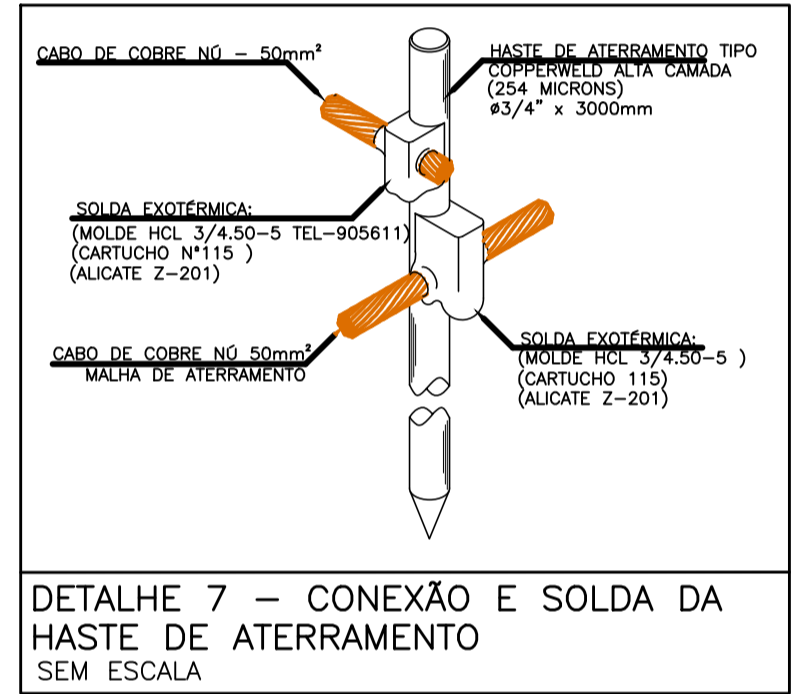 CABO DE COBRE NÚ - 50mm²
HASTE DE ATERRAMENTO TIPO
COPPERWELD ALTA CAMADA
(254 MICRONS)
ø3/4" x 3000mm
SOLDA EXOTÉRMICA:
(MOLDE HCL 3/4.50-5 TEL-905611)
(CARTUCHO N°115 )
(ALICATE Z-201)
CABO DE COBRE NÚ 50mm²
MALHA DE ATERRAMENTO
SOLDA EXOTÉRMICA:
(MOLDE HCL 3/4.50-5 )
(CARTUCHO 115)
(ALICATE Z-201)
DETALHE 7 - CONEXÃO E SOLDA DA
HASTE DE ATERRAMENTO
SEM ESCALA